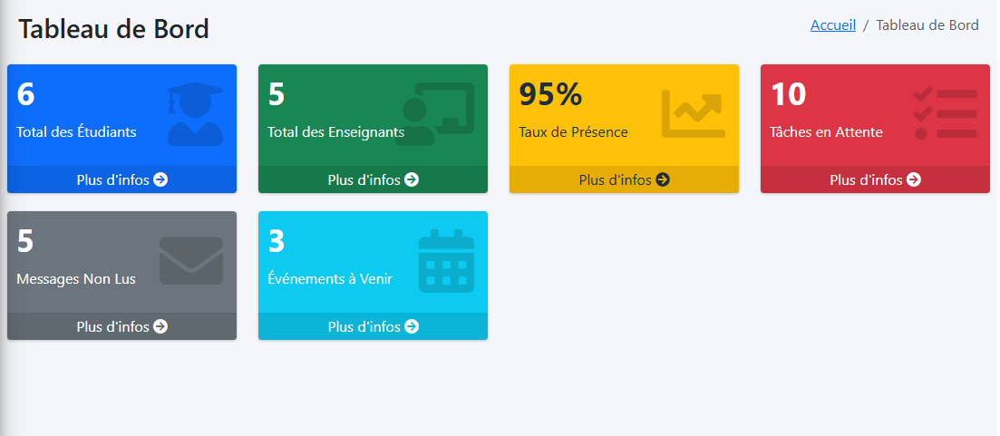 Tableau de Bord
Accueil / Tableau de Bord
6
Total des Étudiants
Plus d'infos
5
Total des Enseignants
Plus d'infos
95%
Taux de Présence
Plus d'infos
10
Tâches en Attente
Plus d'infos
5
Messages Non Lus
Plus d'infos
3
Événements à Venir
Plus d'infos